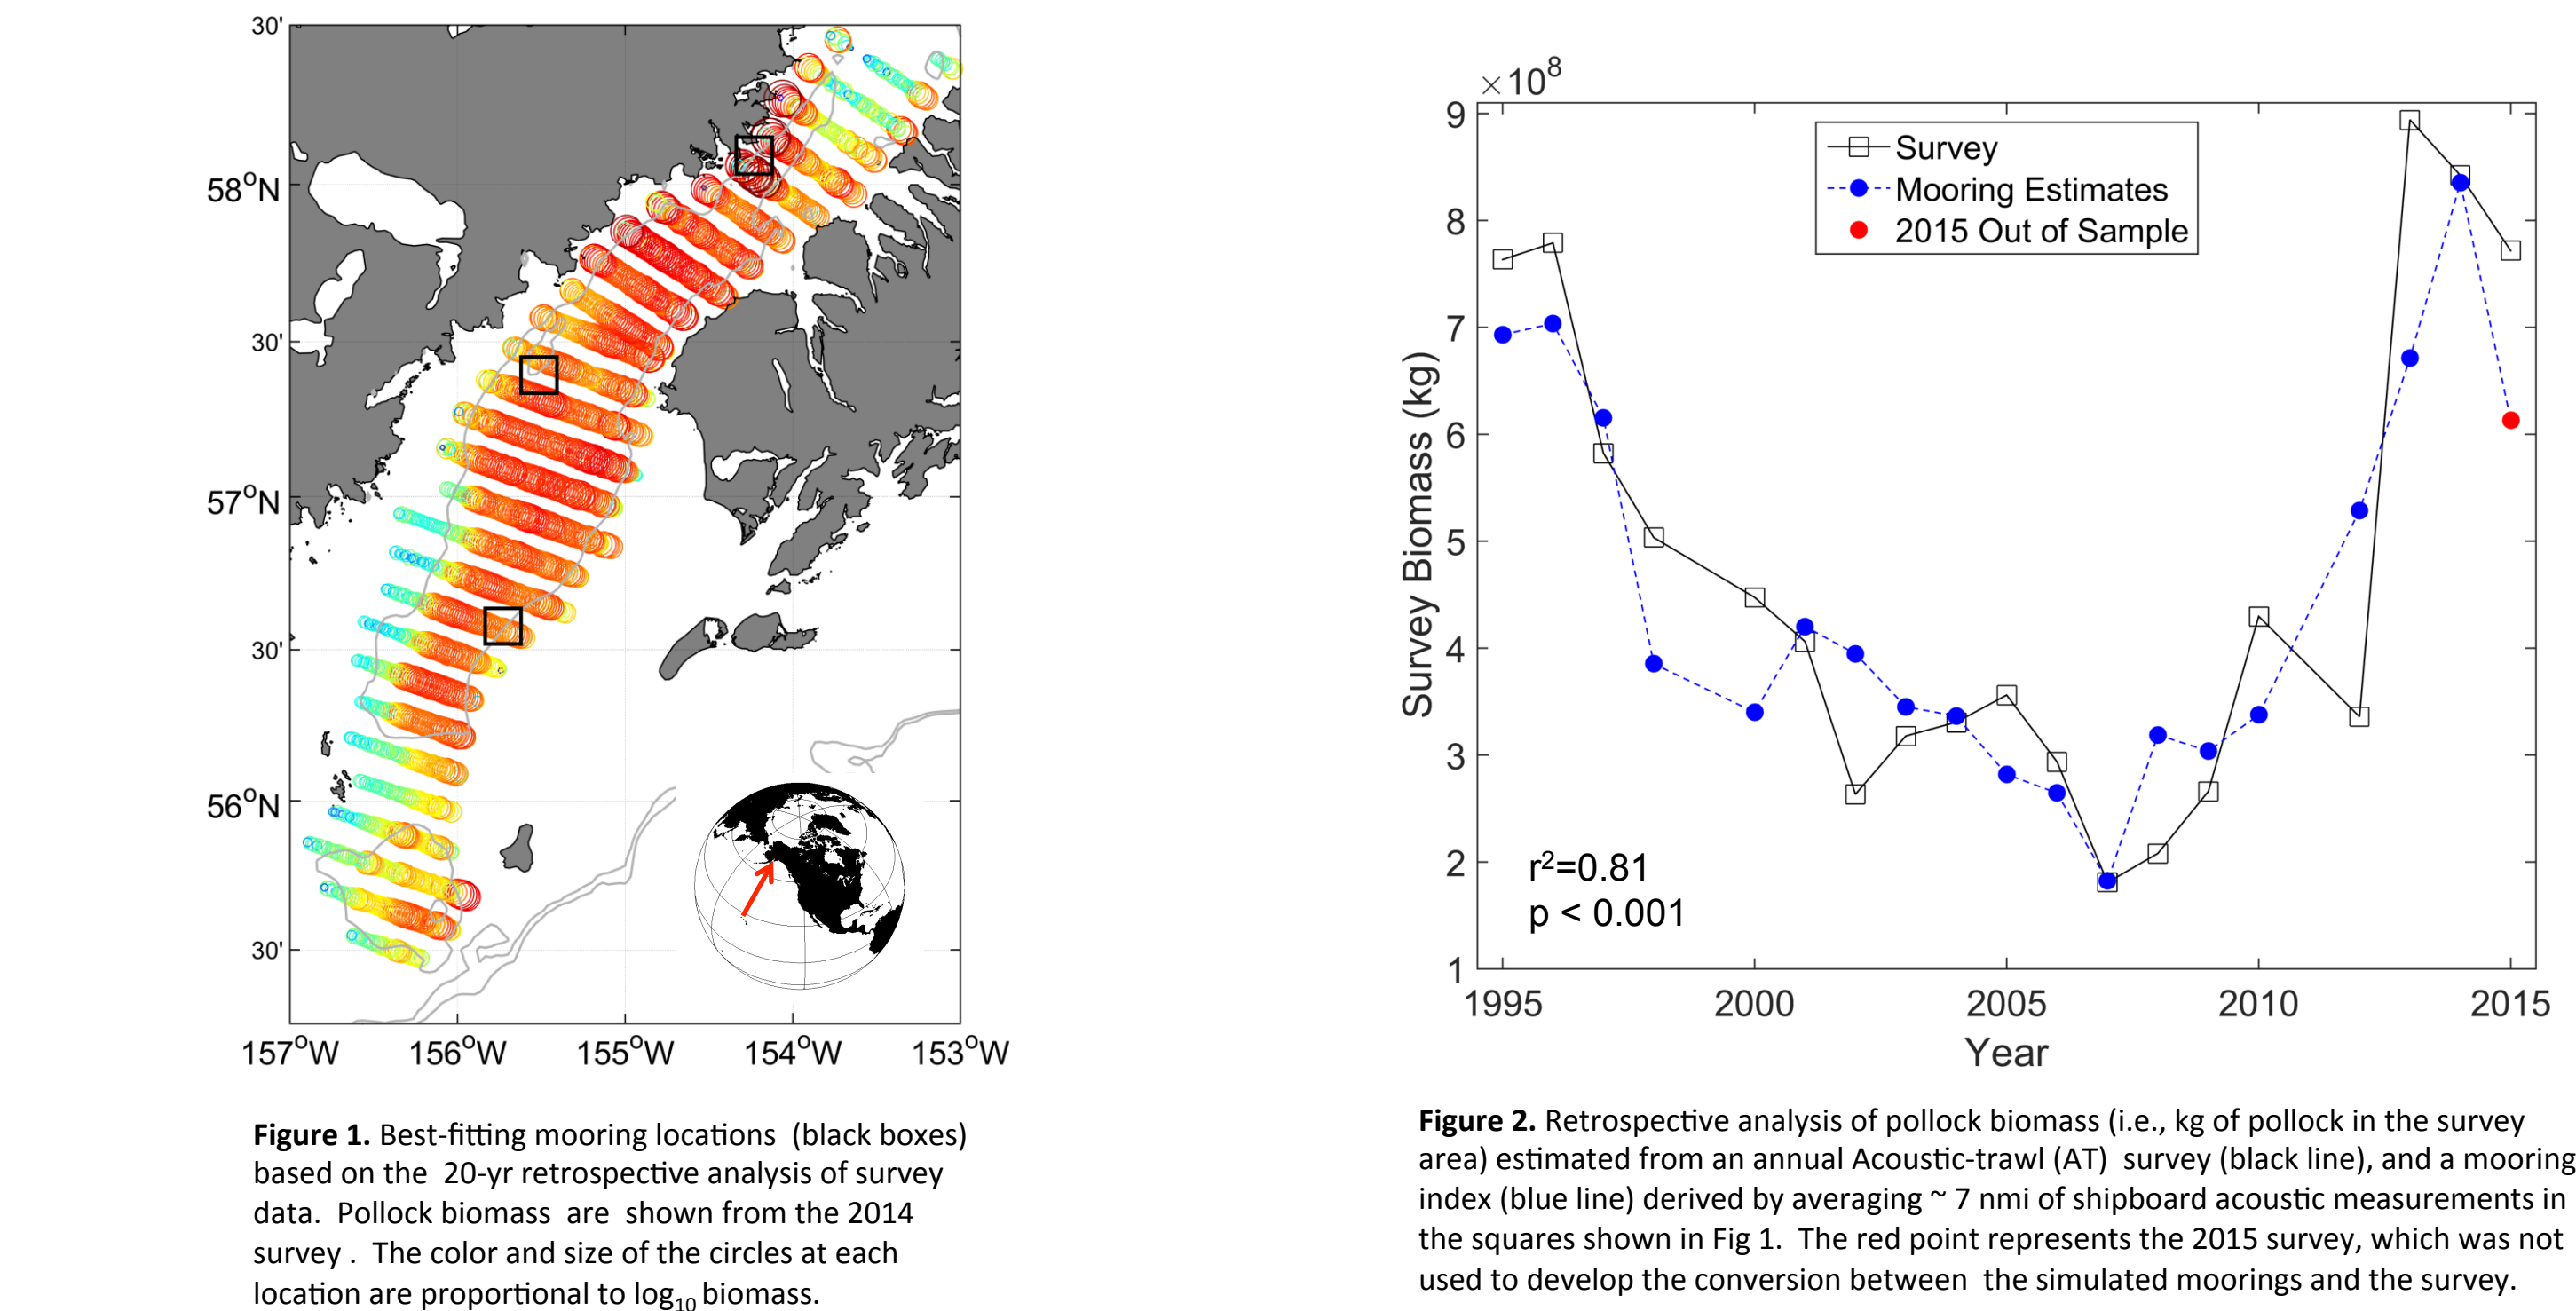 30'
58°N
30'
57°N
30'
56°N
30'
157°W 156°W 155°W 154°W 153°W
Figure 1. Best-fitting mooring locations (black boxes)
based on the 20-yr retrospective analysis of survey
data. Pollock biomass are shown from the 2014
survey . The color and size of the circles at each
location are proportional to log10 biomass.
×10^8
9
8
7
6
5
4
3
2
1
Survey Biomass (kg)
Survey
Mooring Estimates
2015 Out of Sample
r²=0.81
p < 0.001
1995 2000 2005 2010 2015
Year
Figure 2. Retrospective analysis of pollock biomass (i.e., kg of pollock in the survey
area) estimated from an annual Acoustic-trawl (AT) survey (black line), and a mooring
index (blue line) derived by averaging ~ 7 nmi of shipboard acoustic measurements in
the squares shown in Fig 1. The red point represents the 2015 survey, which was not
used to develop the conversion between the simulated moorings and the survey.